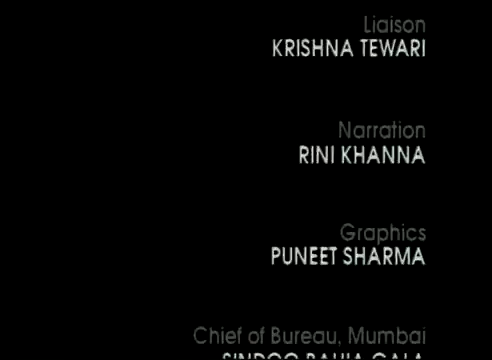 Liaison
KRISHNA TEWARI
Narration
RINI KHANNA
Graphics
PUNEET SHARMA
Chief of Bureau, Mumbai